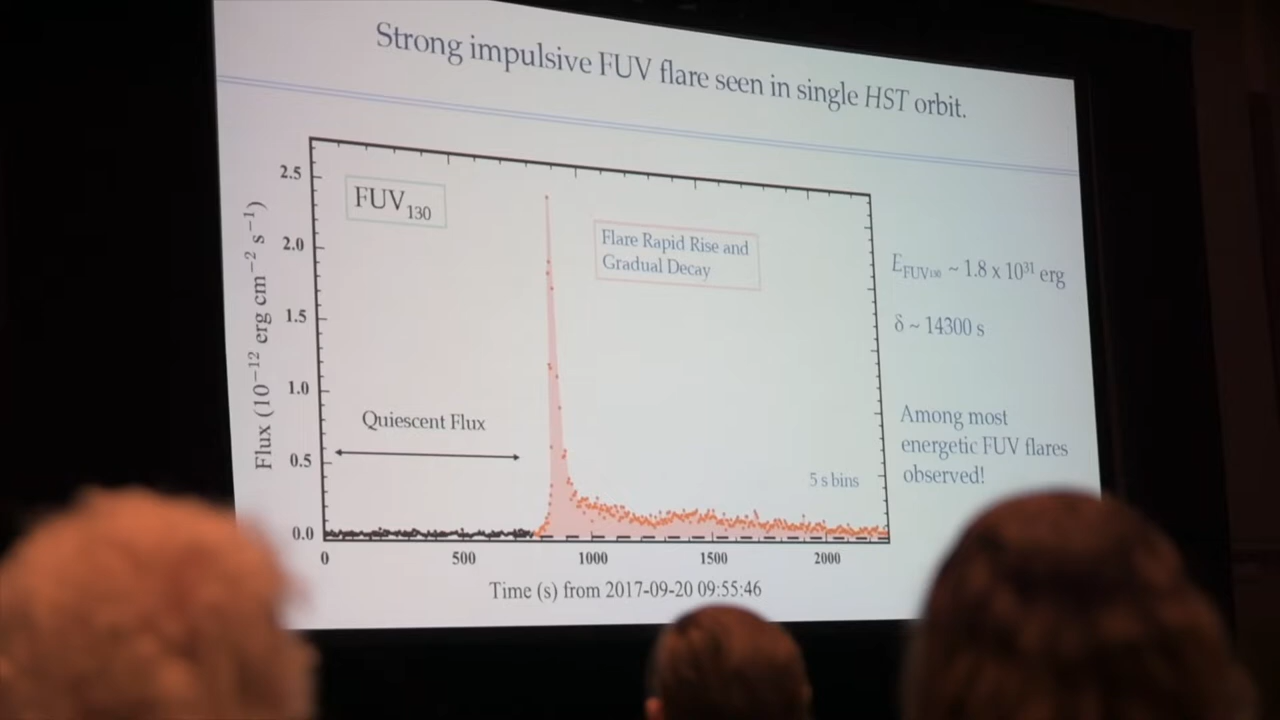 Strong impulsive FUV flare seen in single HST orbit.
FUV130
Flare Rapid Rise and
Gradual Decay
Quiescent Flux
5 s bins
2.5
2.0
1.5
1.0
0.5
0.0
Flux (10−12 erg cm−2 s−1)
0 500 1000 1500 2000
Time (s) from 2017-09-20 09:55:46
EFUV130 ~ 1.8 x 1031 erg
δ ~ 14300 s
Among most
energetic FUV flares
observed!